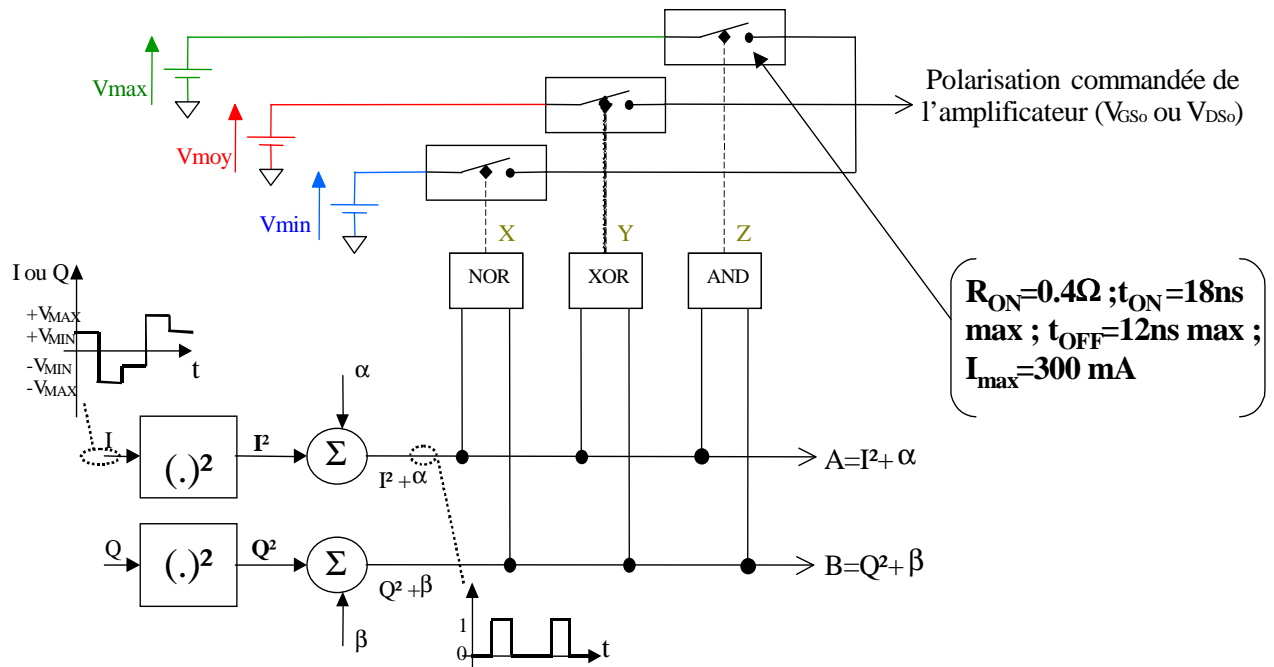 Vmax
Polarisation commandée de
l'amplificateur (VGSo ou VDSo)
Vmoy
Vmin
X
Y
Z
NOR
XOR
AND
RON=0.4Ω ;tON=18ns
max ; tOFF=12ns max ;
Imax=300 mA
I ou Q
+VMAX
+VMIN
-VMIN
-VMAX
t
α
I
(.)²
I²
Σ
I² +α
A=I²+ α
Q
(.)²
Q²
Σ
Q² +β
B=Q²+ β
β
1
0
t